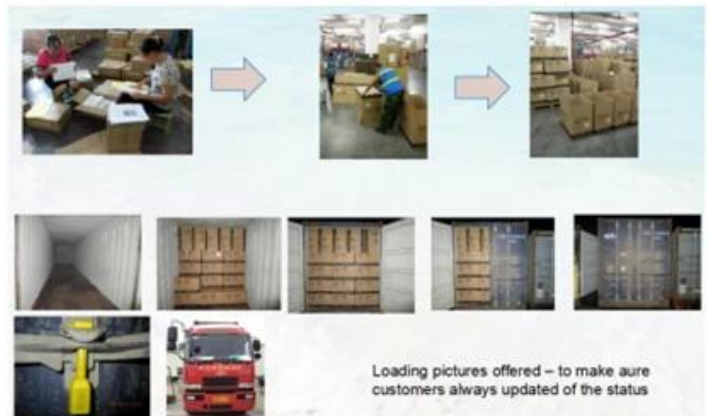 Loading pictures offered – to make aure
customers always updated of the status